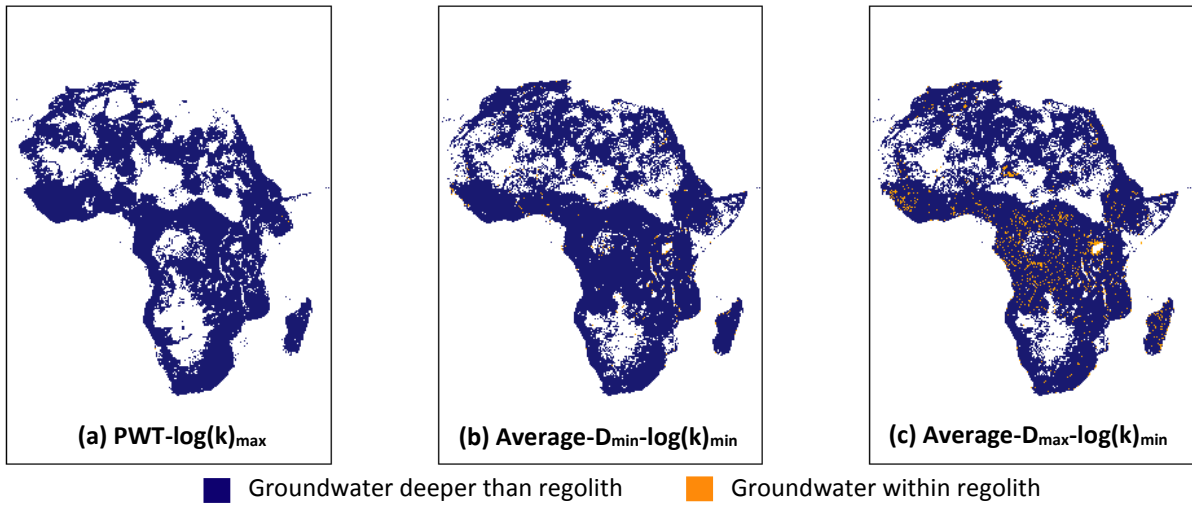 (a) PWT-log(k)max
(b) Average-Dmin-log(k)min
(c) Average-Dmax-log(k)min
Groundwater deeper than regolith
Groundwater within regolith